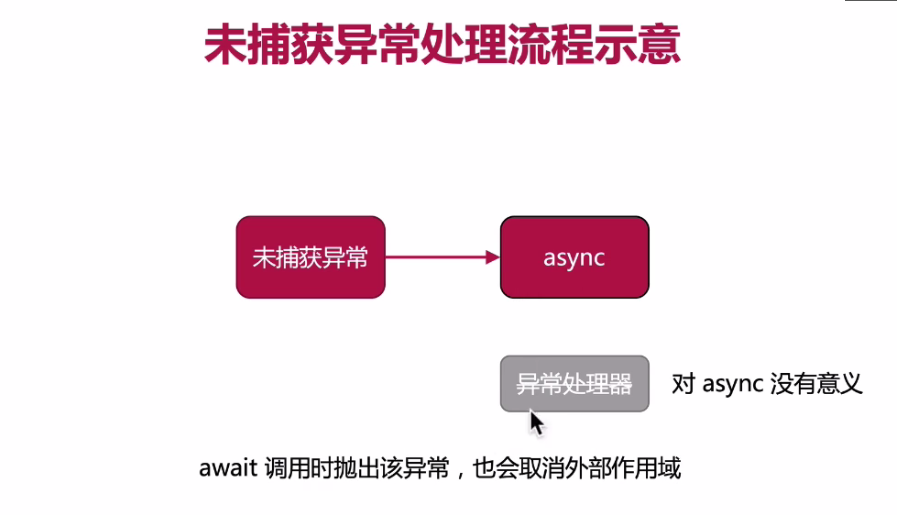 未捕获异常处理流程示意
未捕获异常
async
异常处理器
对 async 没有意义
await 调用时抛出该异常，也会取消外部作用域